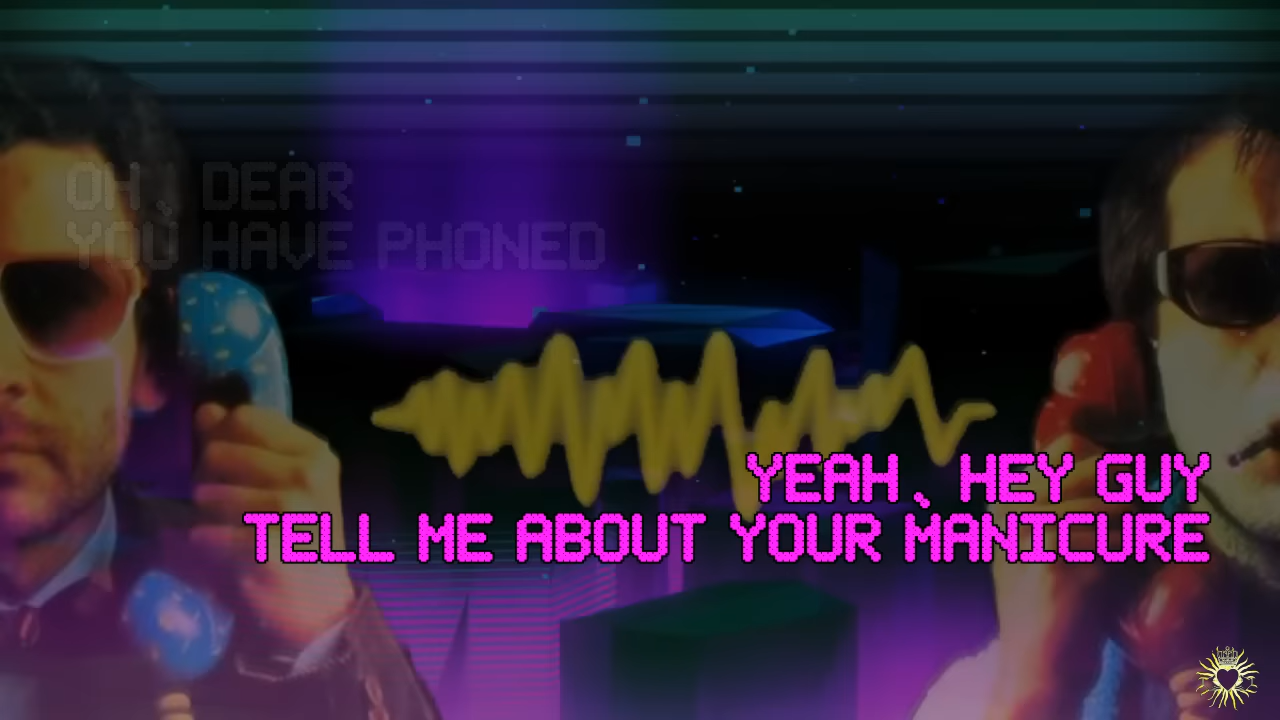 OH, DEAR
YOU HAVE PHONED
YEAH, HEY GUY
TELL ME ABOUT YOUR MANICURE